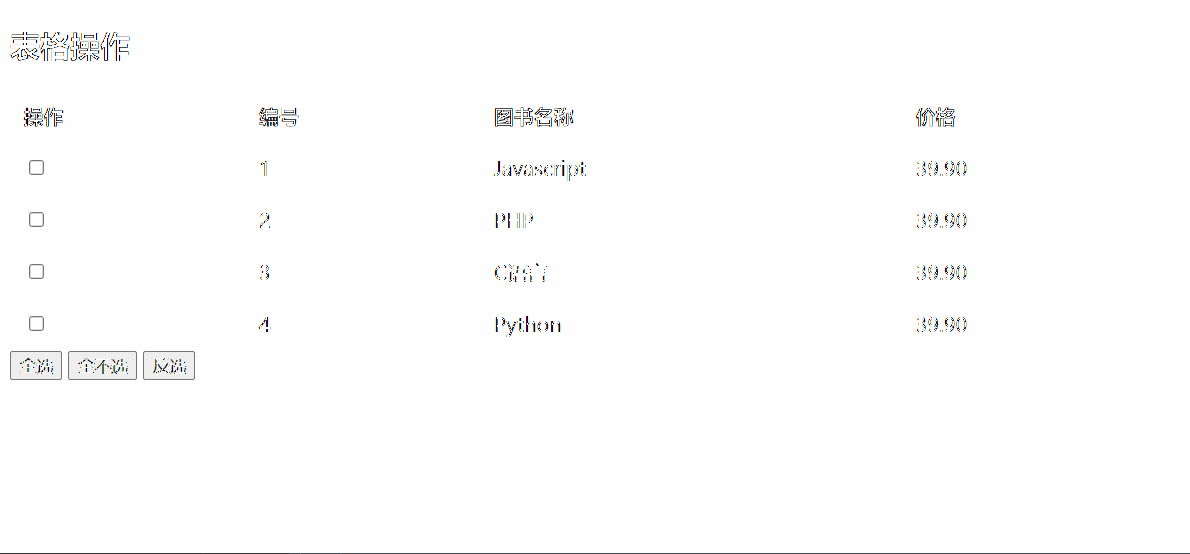 表格操作
操作 编号 图书名称 价格
1 Javascript 39.90
2 PHP 39.90
3 C语言 39.90
4 Python 39.90
全选 全不选 反选